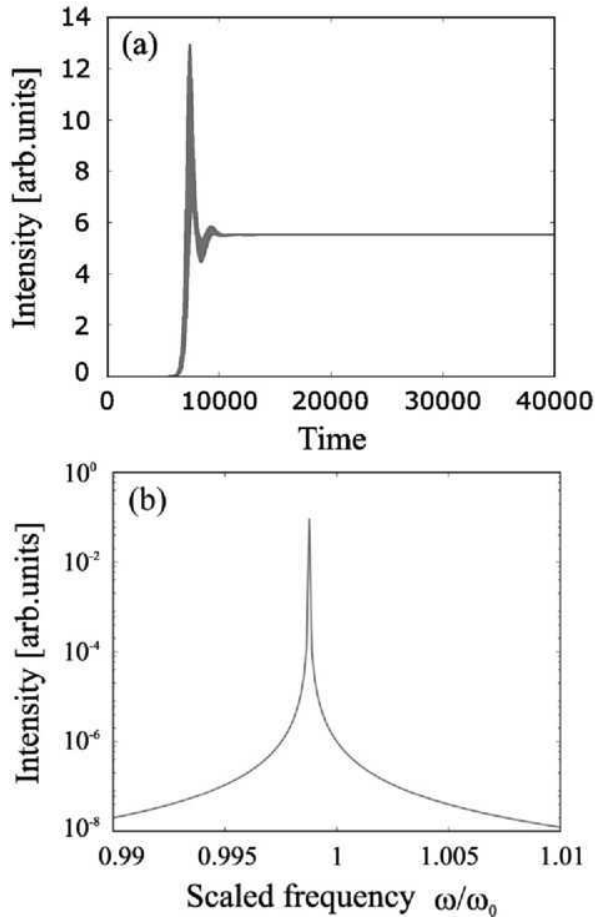 (a)
Intensity [arb.units]
14
12
10
8
6
4
2
0
0 10000 20000 30000 40000
Time
(b)
Intensity [arb.units]
10^0
10^-2
10^-4
10^-6
10^-8
0.99 0.995 1 1.005 1.01
Scaled frequency ω/ω₀